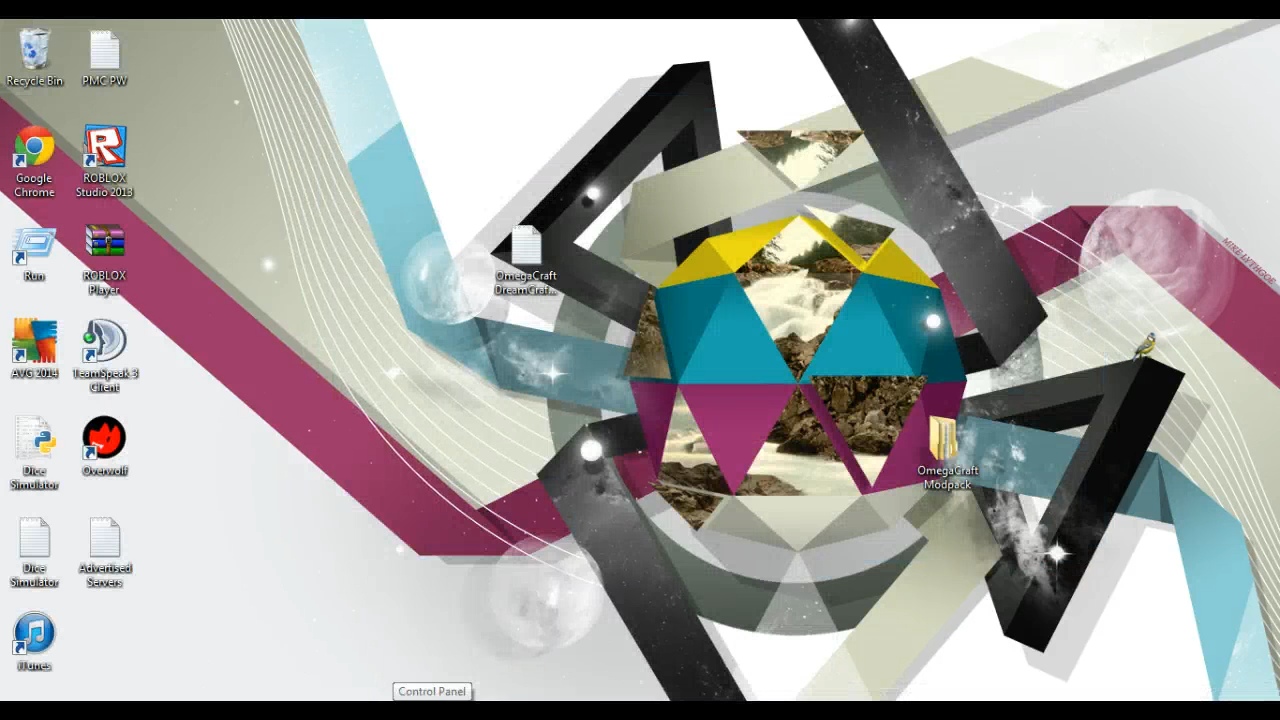 Recycle Bin
PMC PW
Google
Chrome
ROBLOX
Studio 2013
Run
ROBLOX
Player
AVG 2014
TeamSpeak 3
Client
Dice
Simulator
Overwolf
Dice
Simulator
Advertised
Servers
iTunes
OmegaCraft
DreamCraf...
OmegaCraft
Modpack
Control Panel